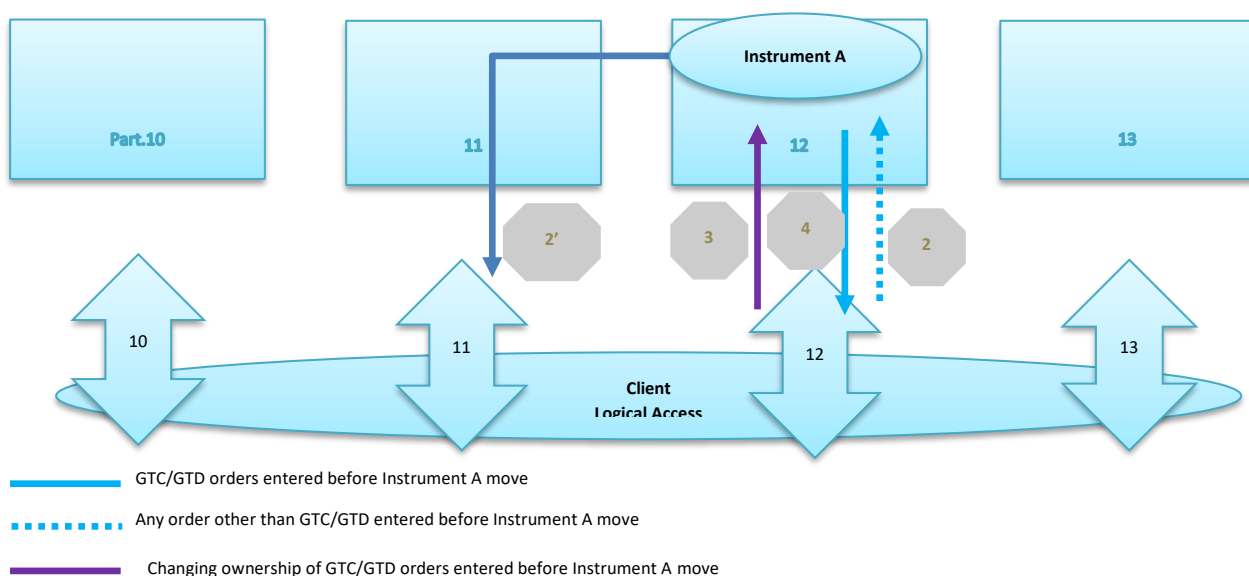 Instrument A
Part.10
11
12
13
2’
3
4
2
10
11
12
13
Client
Logical Access
GTC/GTD orders entered before Instrument A move
Any order other than GTC/GTD entered before Instrument A move
Changing ownership of GTC/GTD orders entered before Instrument A move